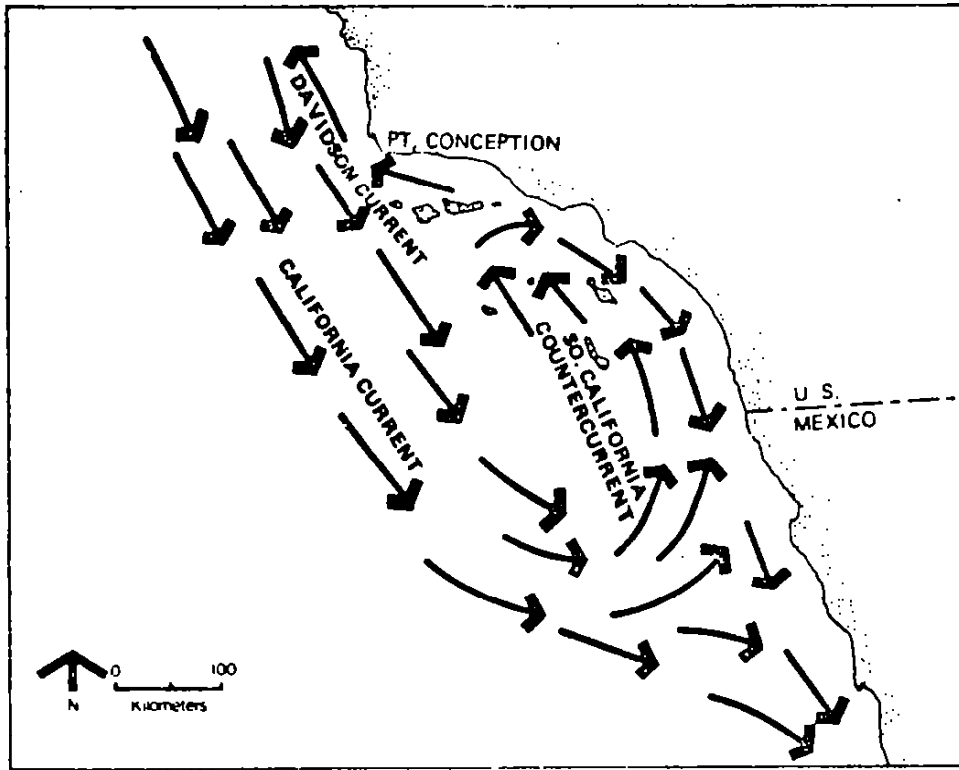 DAVIDSON CURRENT
PT. CONCEPTION
CALIFORNIA CURRENT
SO. CALIFORNIA
COUNTERCURRENT
U S.
MEXICO
0 100
N
Kilometers